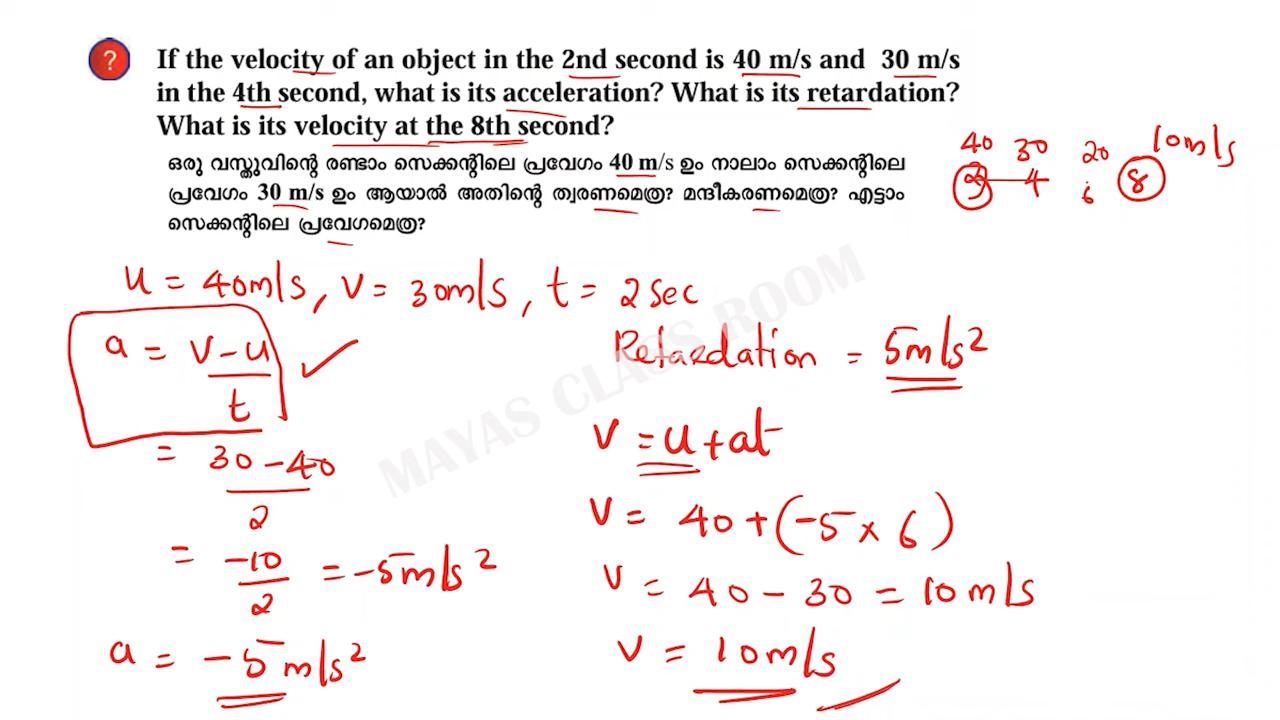 ?
If the velocity of an object in the 2nd second is 40 m/s and 30 m/s
in the 4th second, what is its acceleration? What is its retardation?
What is its velocity at the 8th second?
ഒരു വസ്തുവിന്റെ രണ്ടാം സെക്കന്റിലെ പ്രവേഗം 40 m/s ഉം നാലാം സെക്കന്റിലെ
പ്രവേഗം 30 m/s ഉം ആയാൽ അതിന്റെ ത്വരണമെത്ര? മന്ദീകരണമെത്ര? എട്ടാം
സെക്കന്റിലെ പ്രവേഗമെത്ര?
40 30 20 10m/s
2 4 6 8
u = 40m/s, v = 30m/s, t = 2 sec
a = v-u
t
= 30-40
2
= -10
2
= -5m/s²
a = -5 m/s²
Retardation = 5m/s²
v = u + at
v = 40 + (-5 × 6)
v = 40 - 30 = 10m/s
v = 10m/s
MAYAS CLASS ROOM